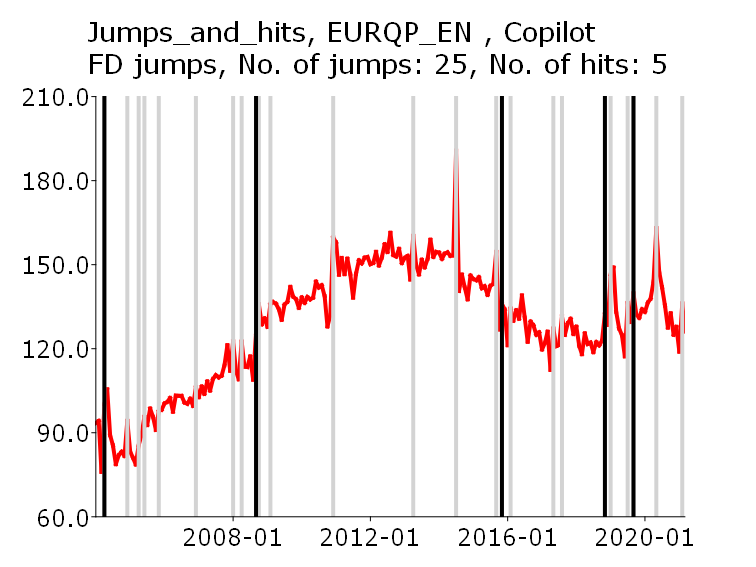 Jumps_and_hits, EURQP_EN , Copilot
FD jumps, No. of jumps: 25, No. of hits: 5
210.0
180.0
150.0
120.0
90.0
60.0
2008-01 2012-01 2016-01 2020-01